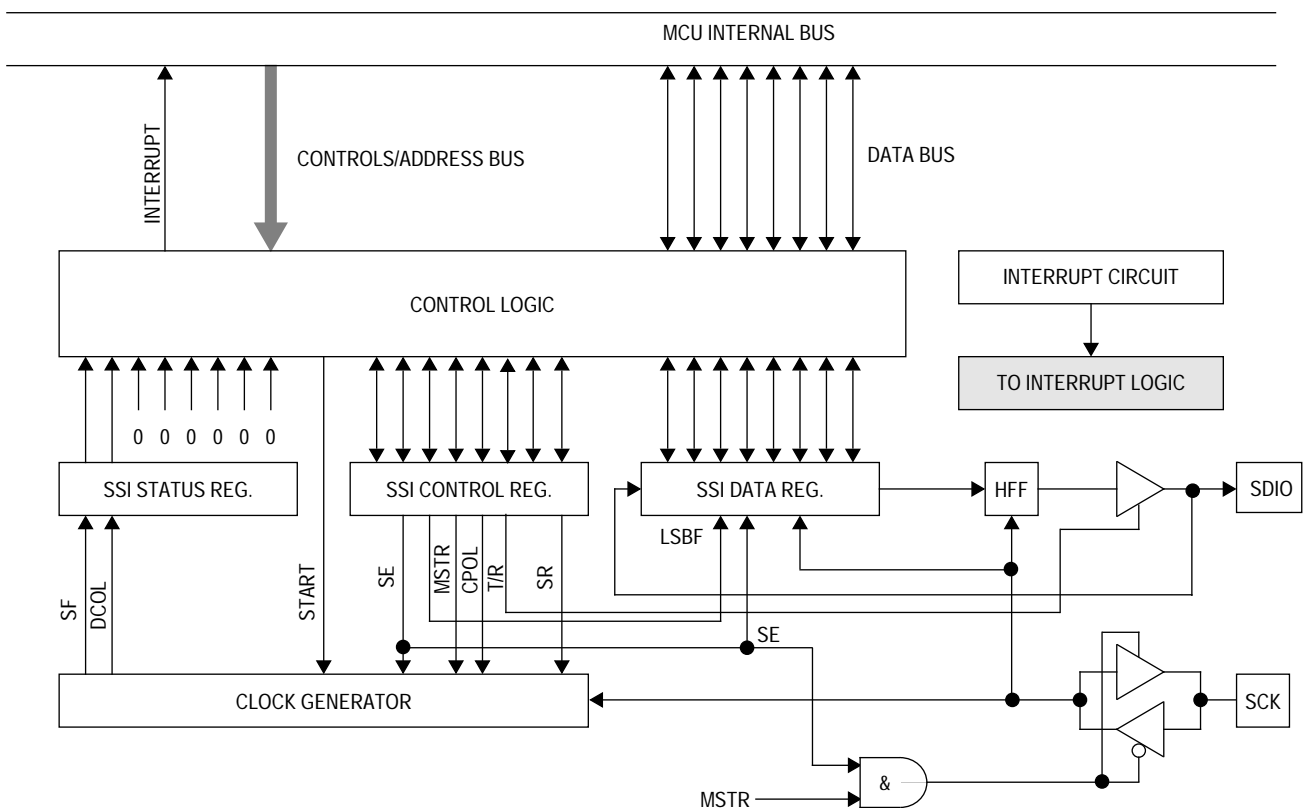 MCU INTERNAL BUS
INTERRUPT
CONTROLS/ADDRESS BUS
DATA BUS
CONTROL LOGIC
INTERRUPT CIRCUIT
TO INTERRUPT LOGIC
0 0 0 0 0 0
SSI STATUS REG.
SSI CONTROL REG.
SSI DATA REG.
HFF
SDIO
LSBF
SF
DCOL
START
SE
MSTR
CPOL
T/R
SR
SE
CLOCK GENERATOR
SCK
&
MSTR